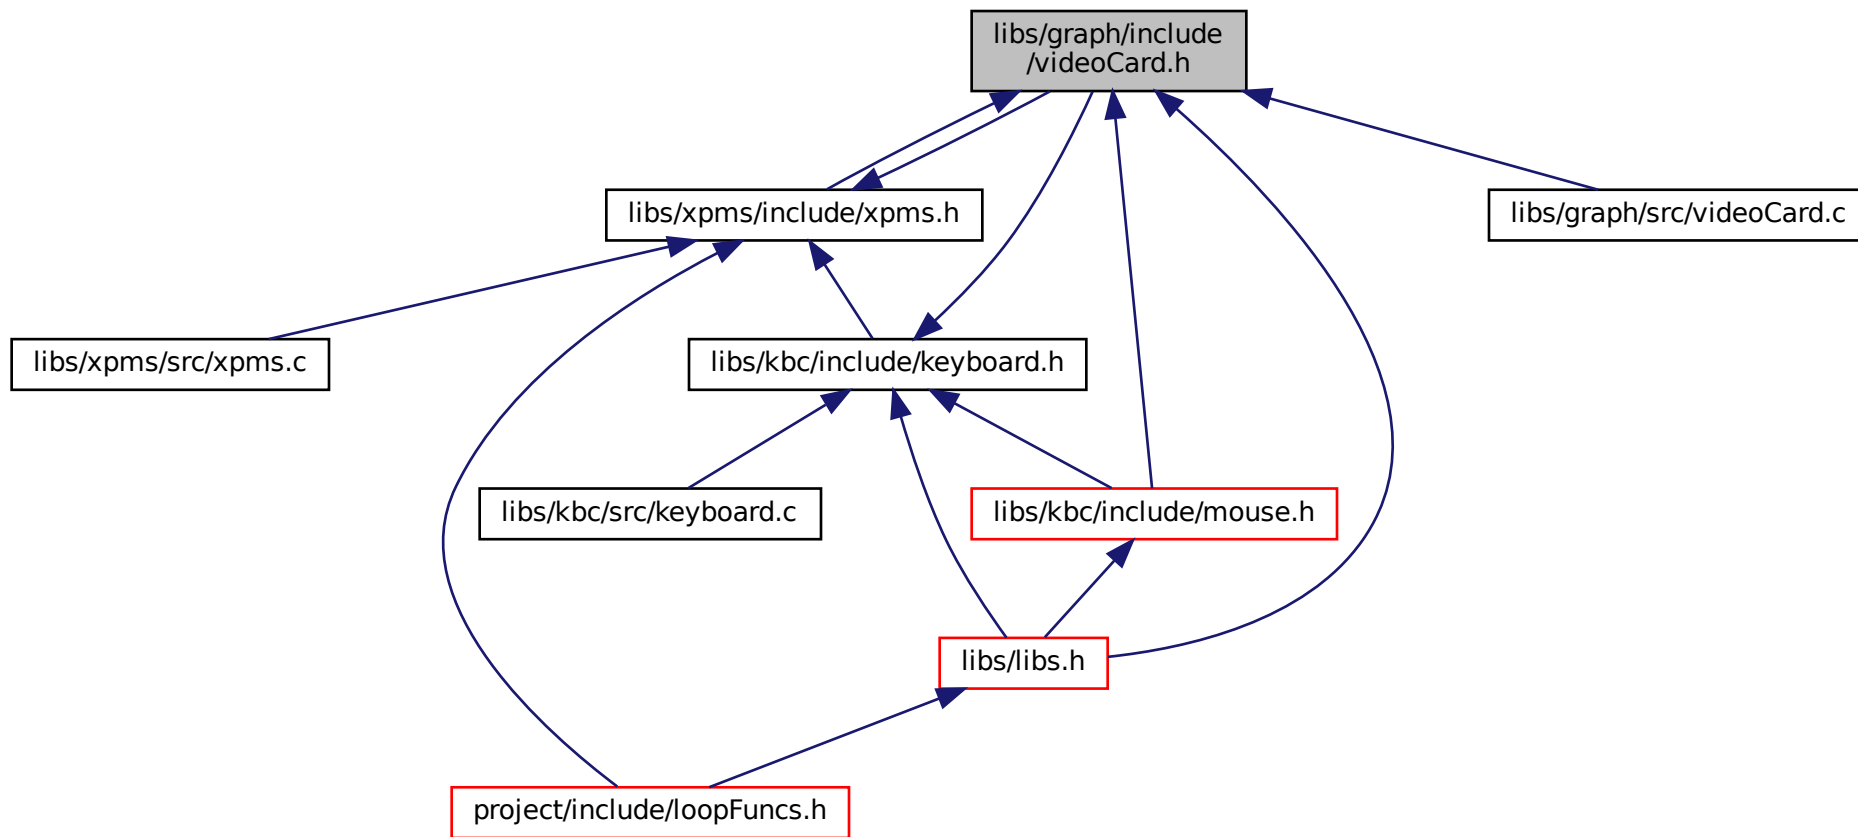 libs/graph/include
/videoCard.h
libs/xpms/include/xpms.h
libs/graph/src/videoCard.c
libs/xpms/src/xpms.c
libs/kbc/include/keyboard.h
libs/kbc/src/keyboard.c
libs/kbc/include/mouse.h
libs/libs.h
project/include/loopFuncs.h